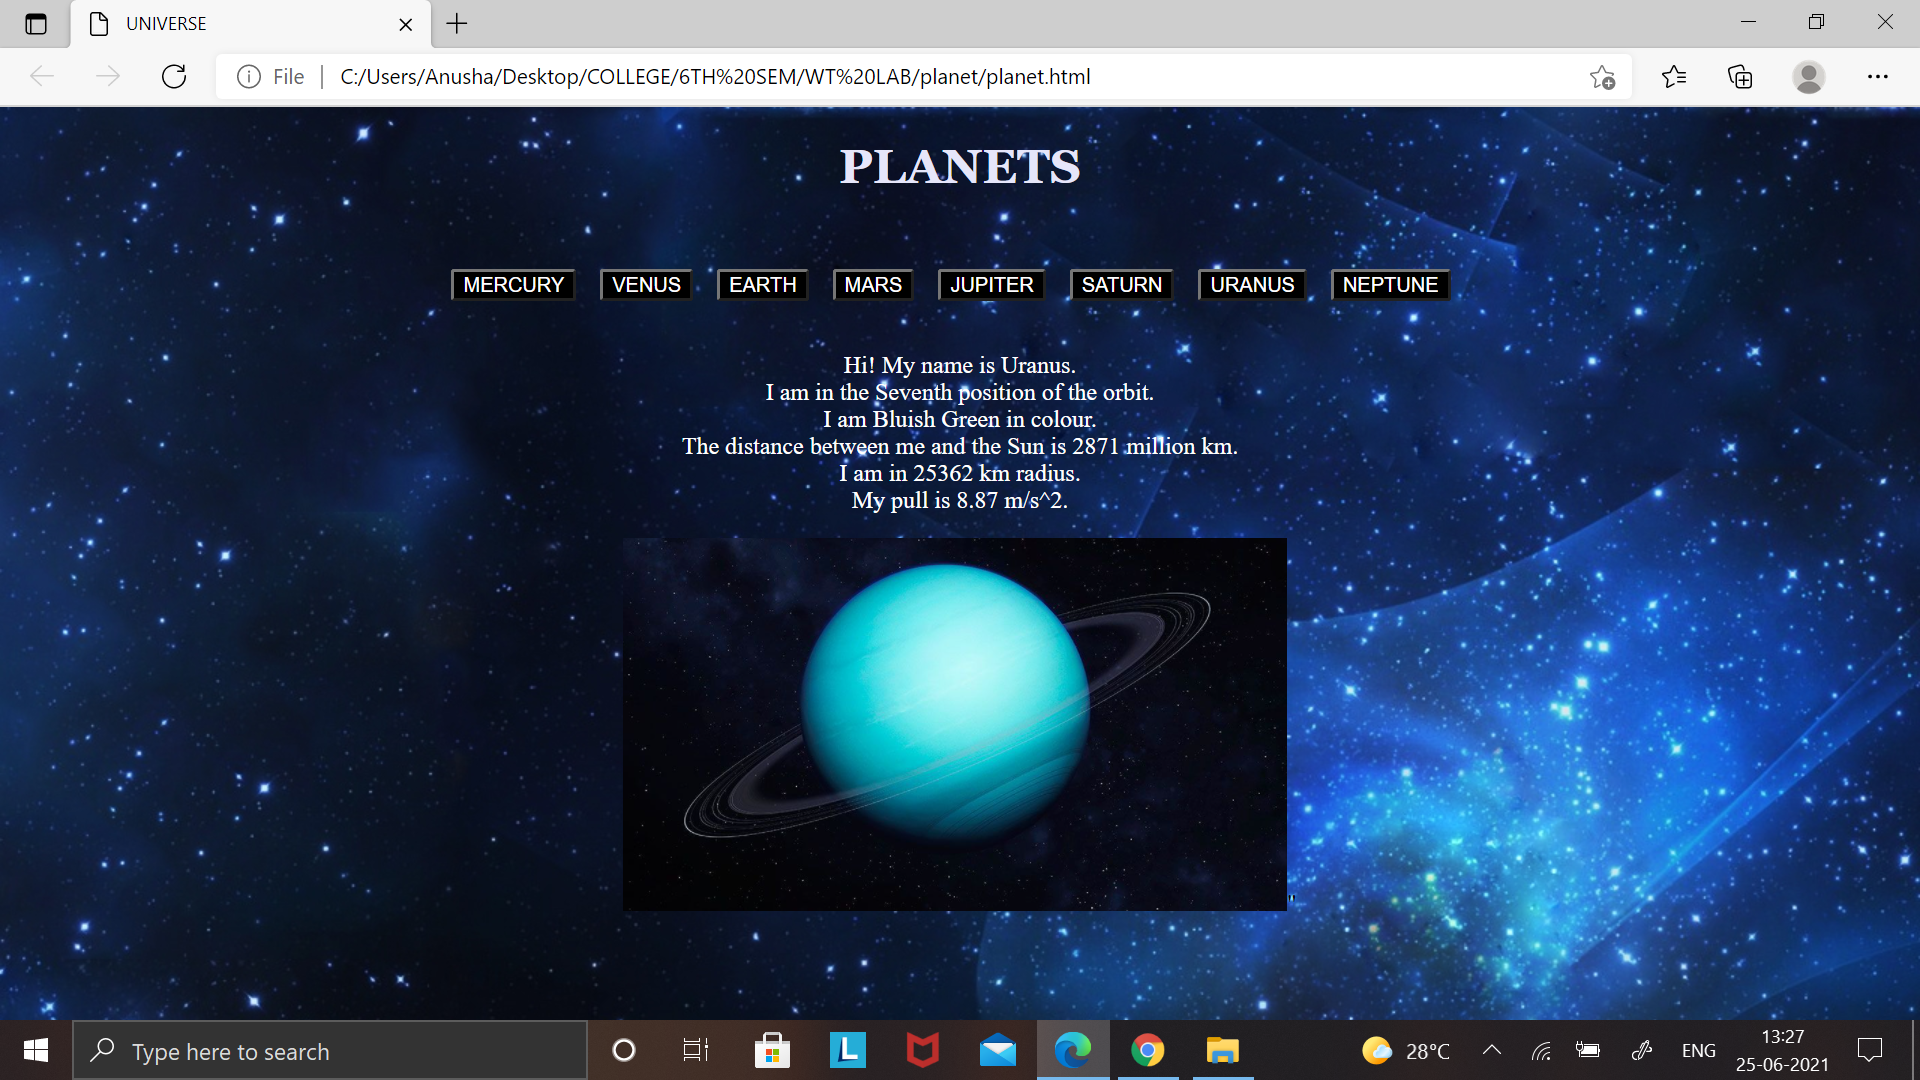 UNIVERSE
File
C:/Users/Anusha/Desktop/COLLEGE/6TH%20SEM/WT%20LAB/planet/planet.html
PLANETS
MERCURY VENUS EARTH MARS JUPITER SATURN URANUS NEPTUNE
Hi! My name is Uranus.
I am in the Seventh position of the orbit.
I am Bluish Green in colour.
The distance between me and the Sun is 2871 million km.
I am in 25362 km radius.
My pull is 8.87 m/s^2.
"
Type here to search
L
28°C
ENG
13:27
25-06-2021